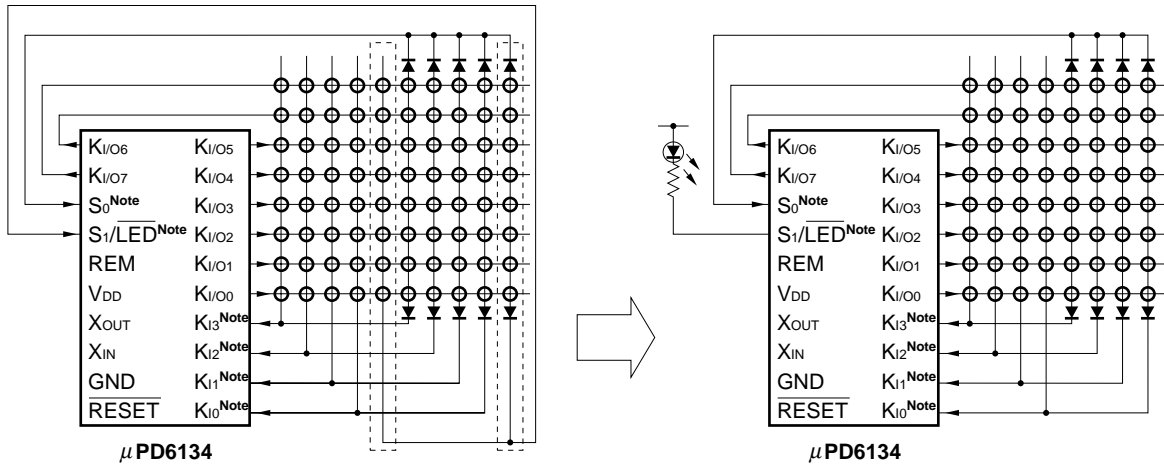 KI/O6 KI/O5
KI/O7 KI/O4
S0Note KI/O3
S1/LEDNote KI/O2
REM KI/O1
VDD KI/O0
XOUT KI3Note
XIN KI2Note
GND KI1Note
RESET KI0Note
μPD6134
KI/O6 KI/O5
KI/O7 KI/O4
S0Note KI/O3
S1/LEDNote KI/O2
REM KI/O1
VDD KI/O0
XOUT KI3Note
XIN KI2Note
GND KI1Note
RESET KI0Note
μPD6134